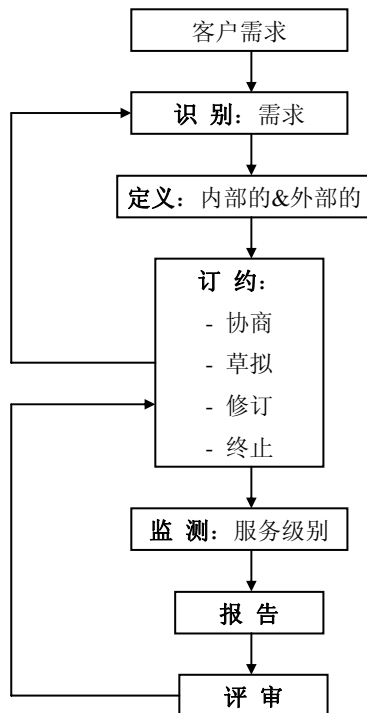 客户需求
识 别：需求
定义：内部的&外部的
订 约：
- 协商
- 草拟
- 修订
- 终止
监 测：服务级别
报 告
评 审